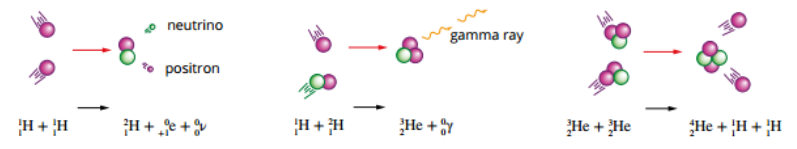 neutrino
positron
¹₁H + ¹₁H ²₁H + ⁰₊₁e + ⁰₀ν
gamma ray
¹₁H + ²₁H ³₂He + ⁰₀γ
³₂He + ³₂He ⁴₂He + ¹₁H + ¹₁H